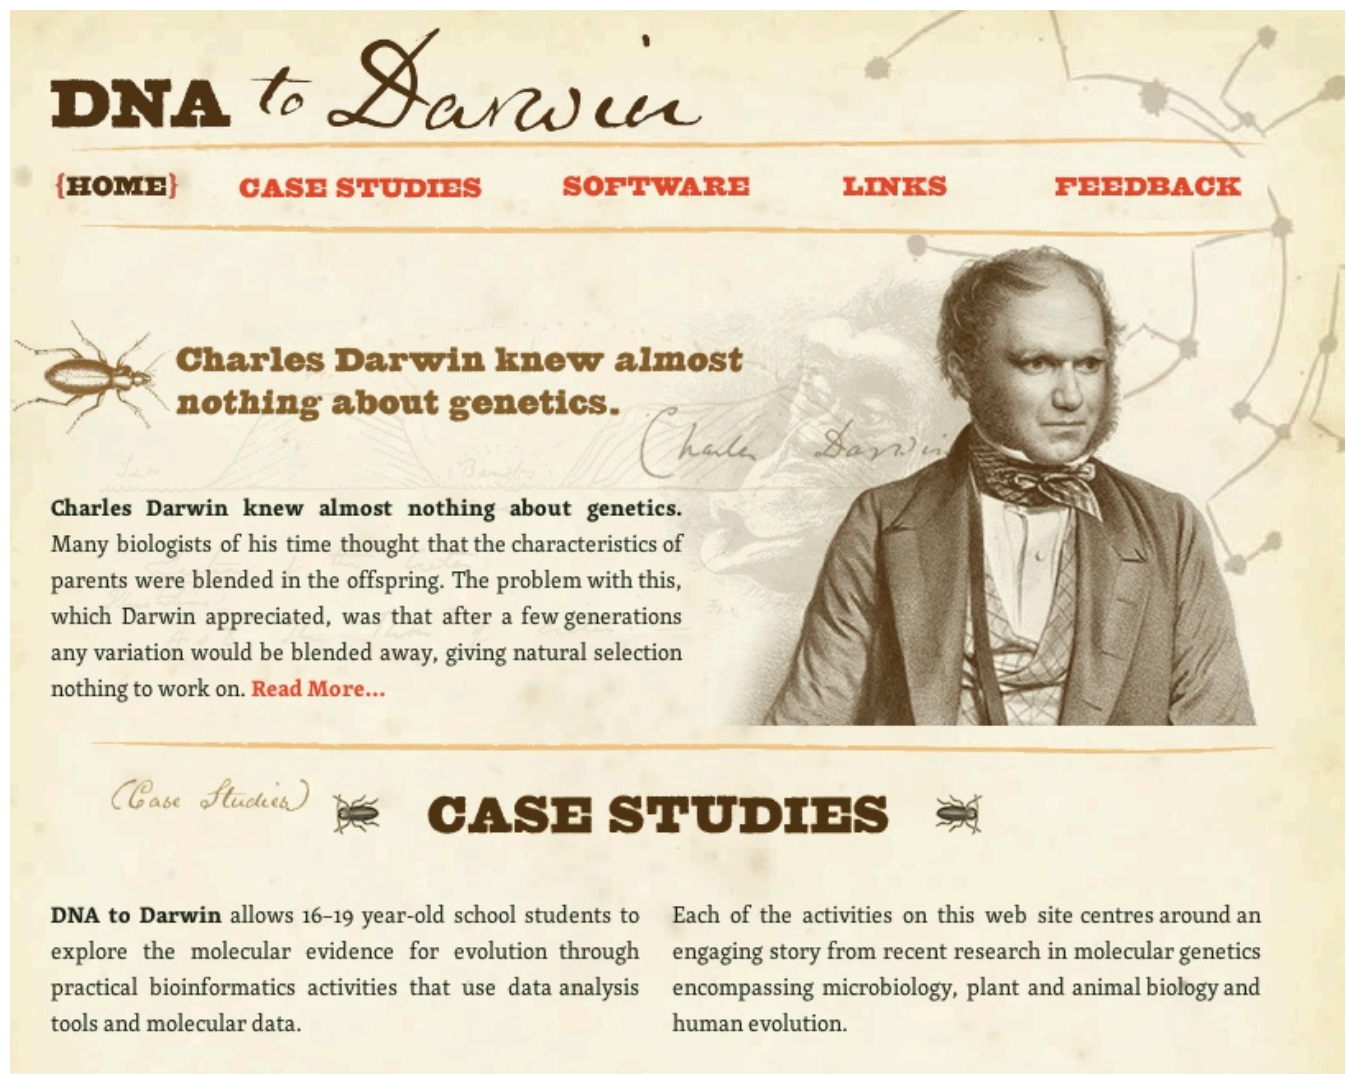 DNA to Darwin
{HOME} CASE STUDIES SOFTWARE LINKS FEEDBACK
Charles Darwin knew almost
nothing about genetics.
Charles Darwin
Sea Banks
Charles Darwin knew almost nothing about genetics.
Many biologists of his time thought that the characteristics of
parents were blended in the offspring. The problem with this,
which Darwin appreciated, was that after a few generations
any variation would be blended away, giving natural selection
nothing to work on. Read More...
(Case Studies) CASE STUDIES
DNA to Darwin allows 16–19 year-old school students to
explore the molecular evidence for evolution through
practical bioinformatics activities that use data analysis
tools and molecular data.
Each of the activities on this web site centres around an
engaging story from recent research in molecular genetics
encompassing microbiology, plant and animal biology and
human evolution.